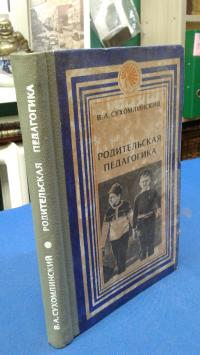 В.А.СУХОМЛИНСКИЙ
РОДИТЕЛЬСКАЯ
ПЕДАГОГИКА
В.А.СУХОМЛИНСКИЙ • РОДИТЕЛЬСКАЯ ПЕДАГОГИКА